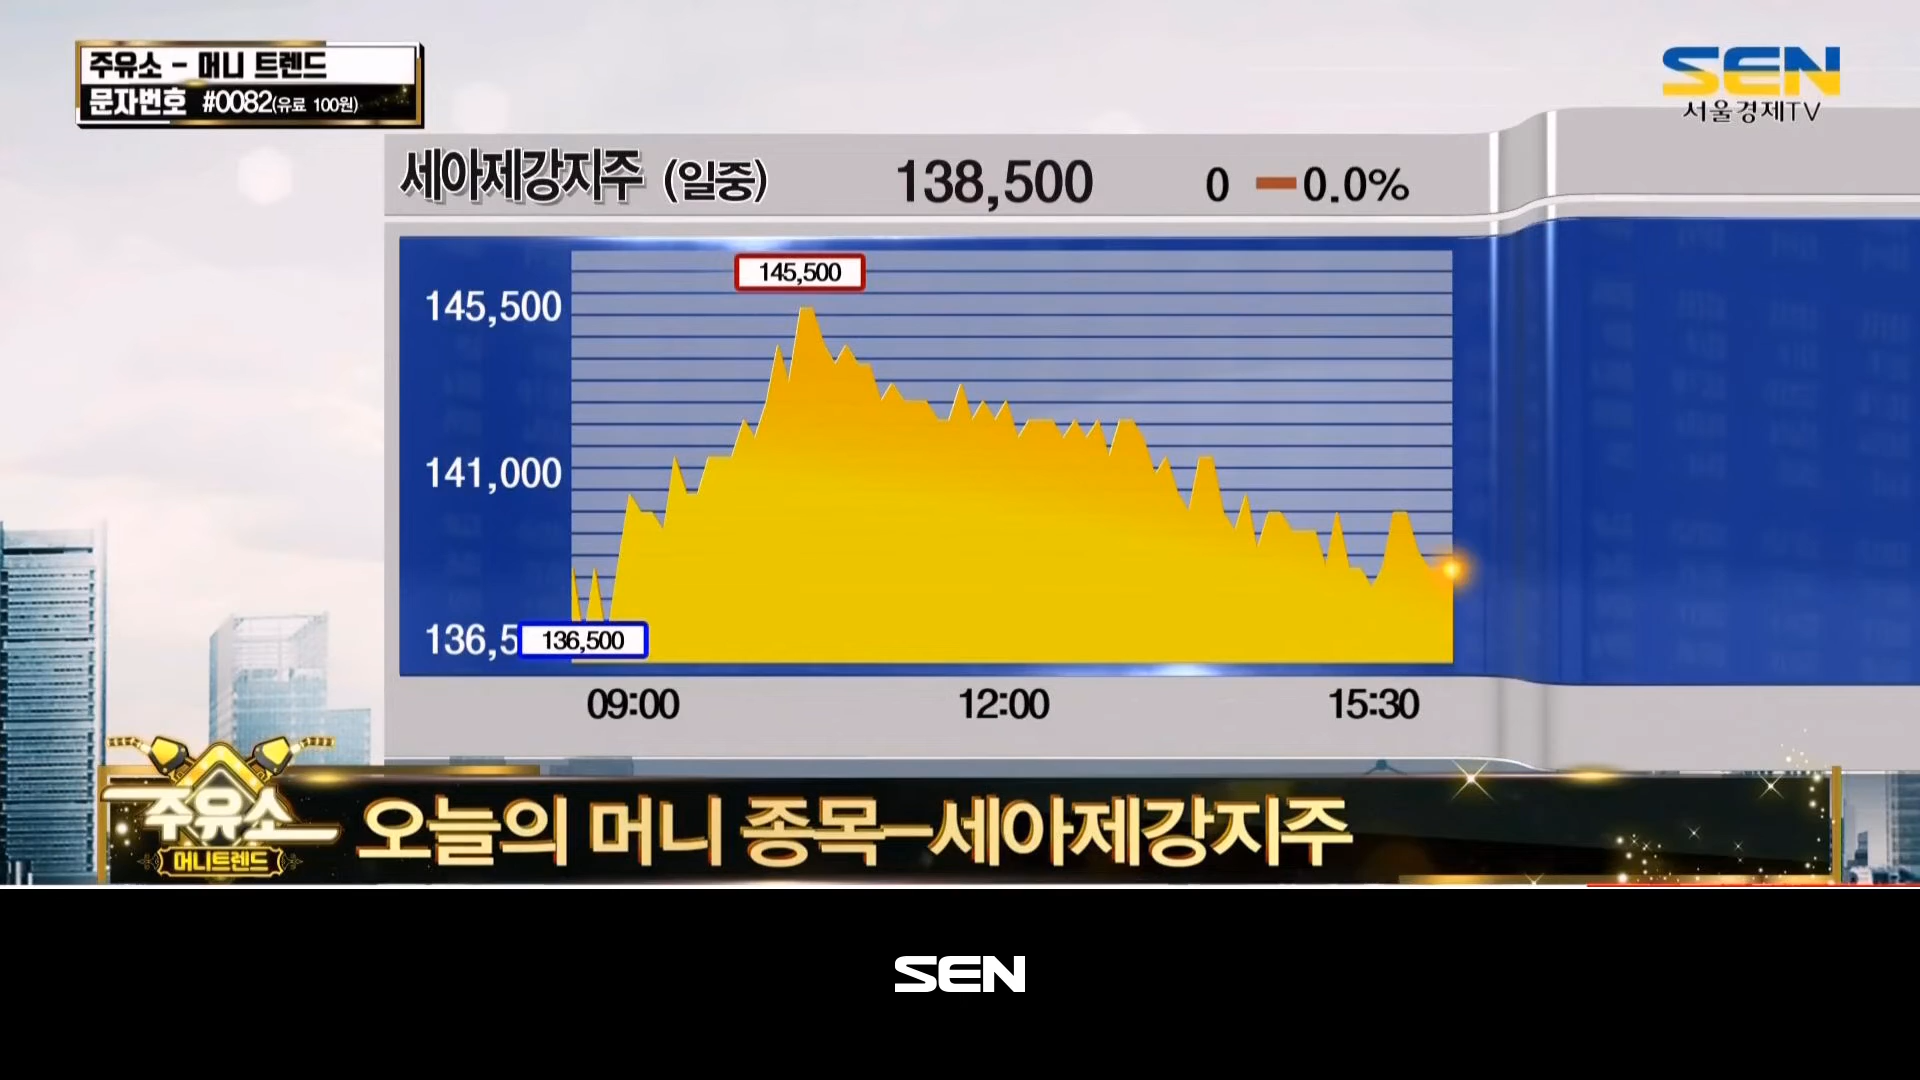 주유소 - 머니 트렌드
문자번호 #0082(유료 100원)
SEN
서울경제TV
세아제강지주 (일중) 138,500 0 0.0%
145,500
145,500
141,000
136,5
136,500
09:00 12:00 15:30
주유소
머니트렌드
오늘의 머니 종목-세아제강지주
SEN